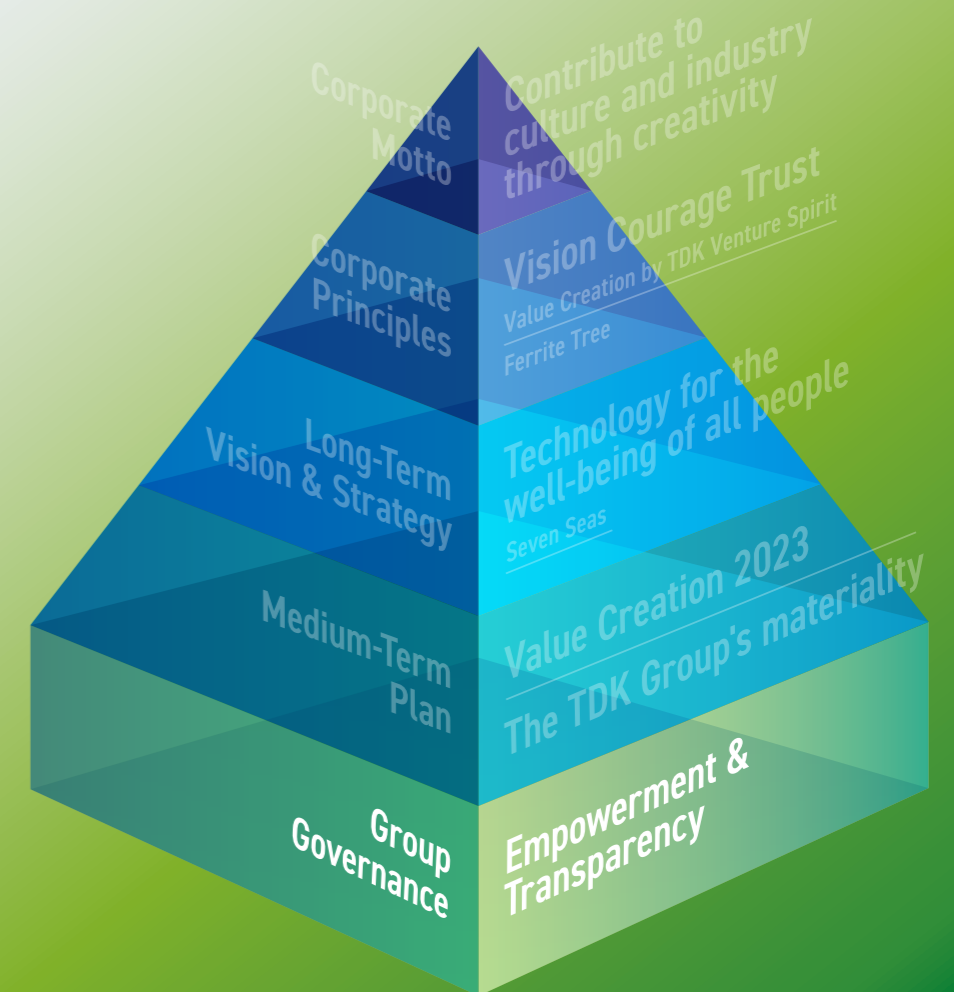 Corporate
Motto
Contribute to
culture and industry
through creativity
Corporate
Principles
Vision Courage Trust
Value Creation by TDK Venture Spirit
Ferrite Tree
Long-Term
Vision & Strategy
Technology for the
well-being of all people
Seven Seas
Medium-Term
Plan
Value Creation 2023
The TDK Group's materiality
Group
Governance
Empowerment &
Transparency